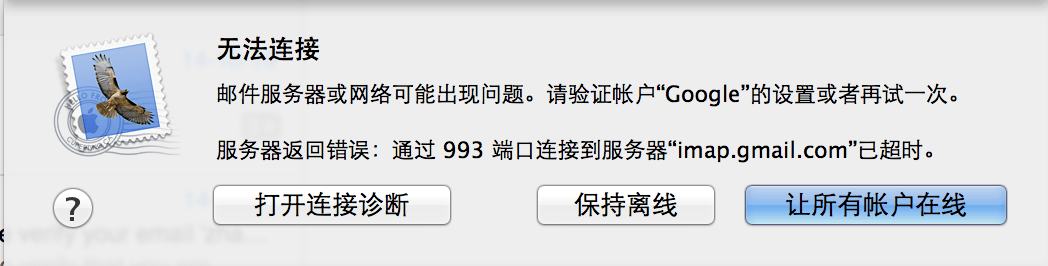 无法连接
邮件服务器或网络可能出现问题。请验证帐户“Google”的设置或者再试一次。
服务器返回错误：通过 993 端口连接到服务器“imap.gmail.com”已超时。
? 打开连接诊断 保持离线 让所有帐户在线
verify your email 'zha...